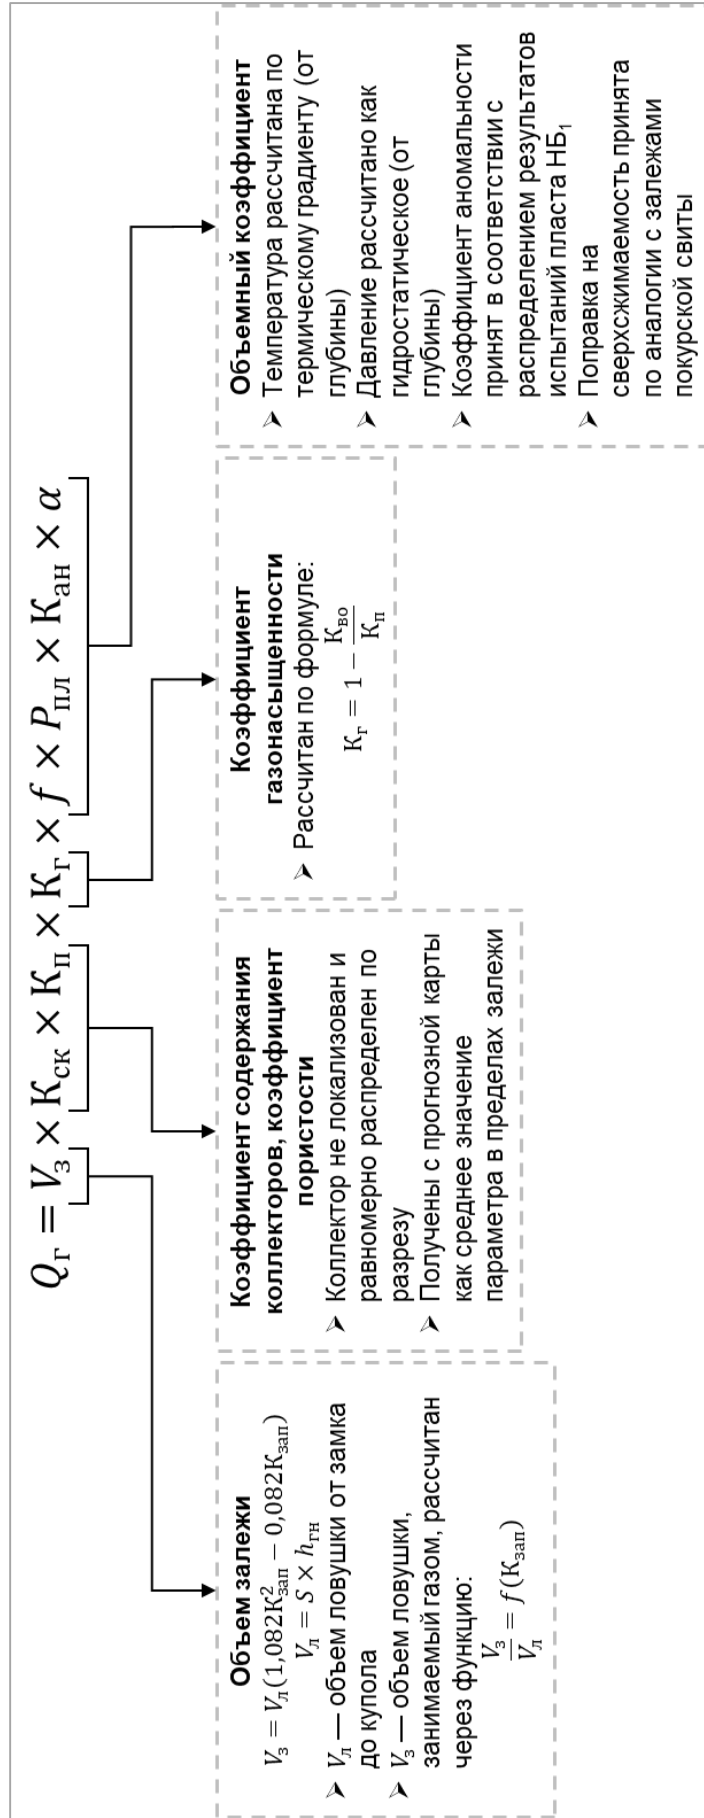 Q_г = V_з × К_ск × К_п × К_г × f × P_пл × К_ан × α
Объем залежи
V_з = V_л(1,082К_зап^2 − 0,082К_зап)
V_л = S × h_гн
➢ V_л — объем ловушки от замка
до купола
➢ V_з — объем ловушки,
занимаемый газом, рассчитан
через функцию:
V_з/V_л = f(К_зап)
Коэффициент содержания
коллекторов, коэффициент
пористости
➢ Коллектор не локализован и
равномерно распределен по
разрезу
➢ Получены с прогнозной карты
как среднее значение
параметра в пределах залежи
Коэффициент
газонасыщенности
➢ Рассчитан по формуле:
К_г = 1 − К_во/К_п
Объемный коэффициент
➢ Температура рассчитана по
термическому градиенту (от
глубины)
➢ Давление рассчитано как
гидростатическое (от
глубины)
➢ Коэффициент аномальности
принят в соответствии с
распределением результатов
испытаний пласта НБ₁
➢ Поправка на
сверхсжимаемость принята
по аналогии с залежами
покурской свиты